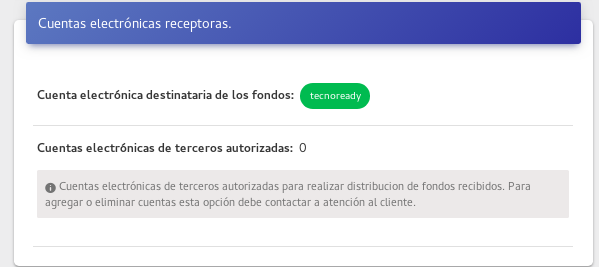 Cuentas electrónicas receptoras.
Cuenta electrónica destinataria de los fondos: tecnoready
Cuentas electrónicas de terceros autorizadas: 0
Cuentas electrónicas de terceros autorizadas para realizar distribucion de fondos recibidos. Para
agregar o eliminar cuentas esta opción debe contactar a atención al cliente.